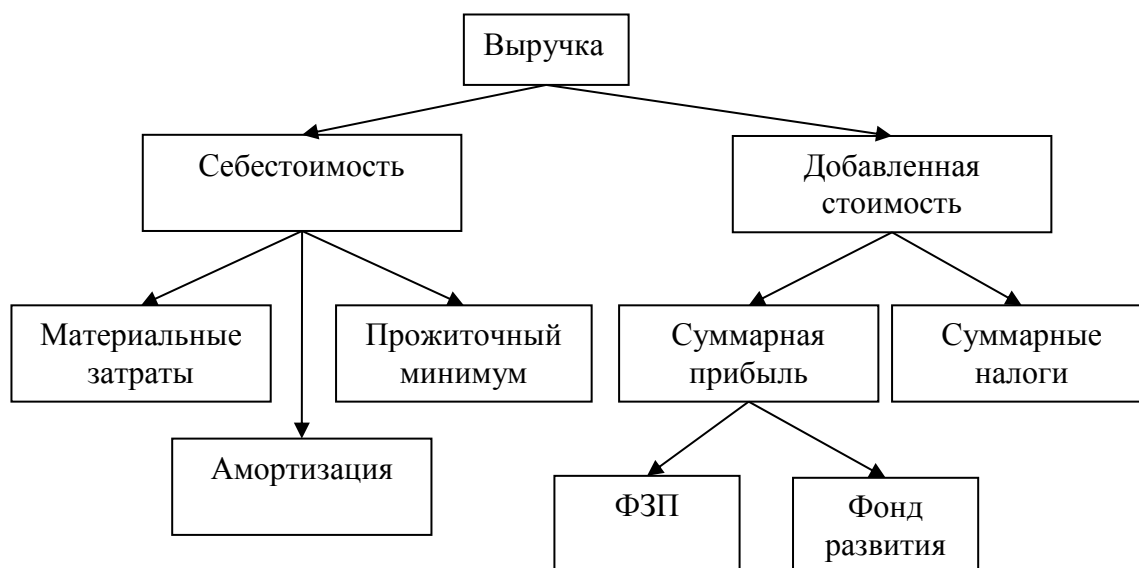 Выручка
Себестоимость
Добавленная
стоимость
Материальные
затраты
Прожиточный
минимум
Суммарная
прибыль
Суммарные
налоги
Амортизация
ФЗП
Фонд
развития